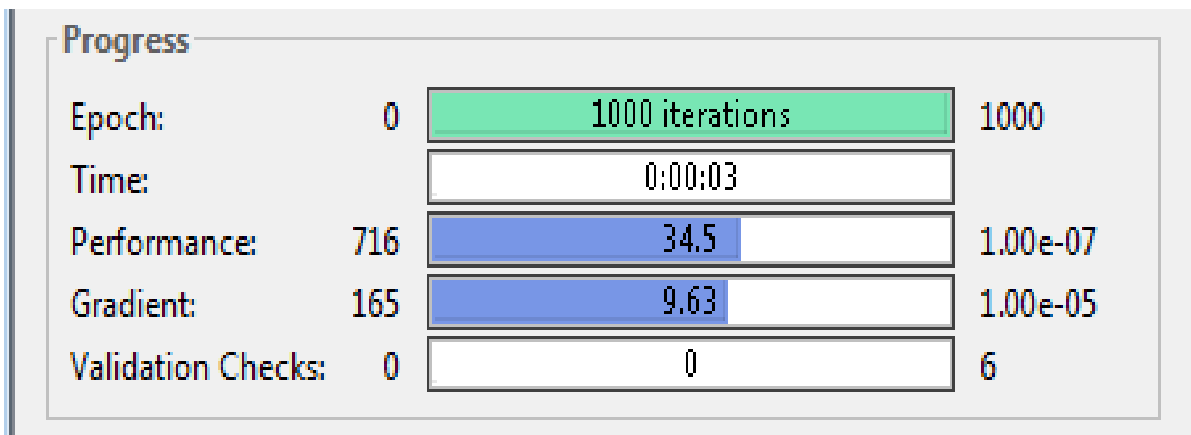 Progress
Epoch: 0 1000 iterations 1000
Time: 0:00:03
Performance: 716 34.5 1.00e-07
Gradient: 165 9.63 1.00e-05
Validation Checks: 0 0 6